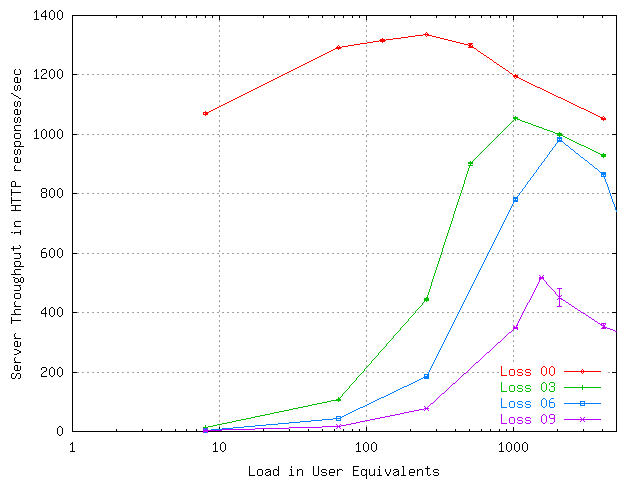 1400
1200
1000
800
600
400
200
0
Server Throughput in HTTP responses/sec
Loss 00
Loss 03
Loss 06
Loss 09
1 10 100 1000
Load in User Equivalents